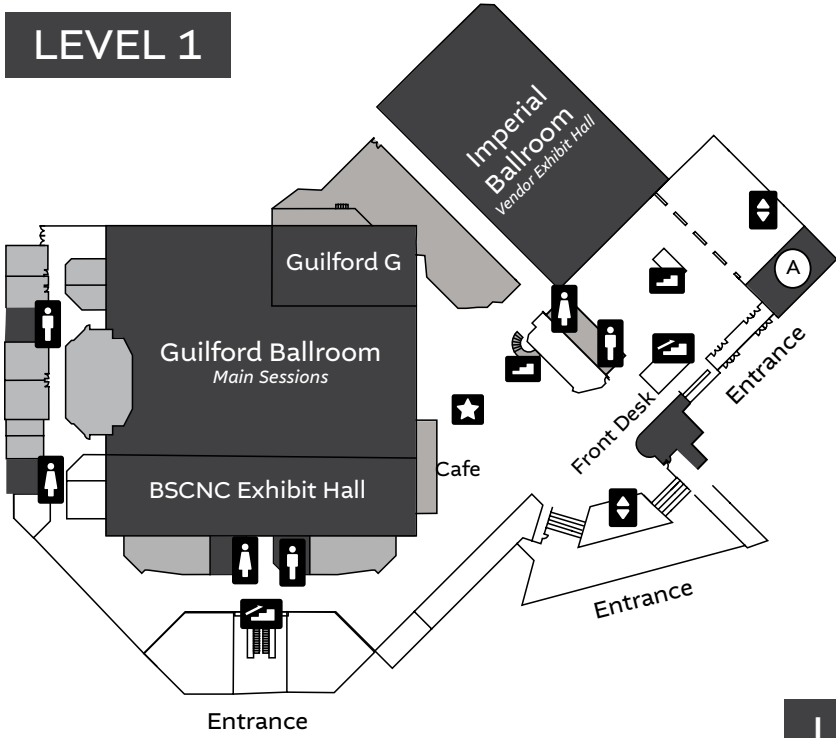 LEVEL 1
Imperial
Ballroom
Vendor Exhibit Hall
A
Guilford G
Guilford Ballroom
Main Sessions
Entrance
Front Desk
Cafe
BSCNC Exhibit Hall
Entrance
Entrance